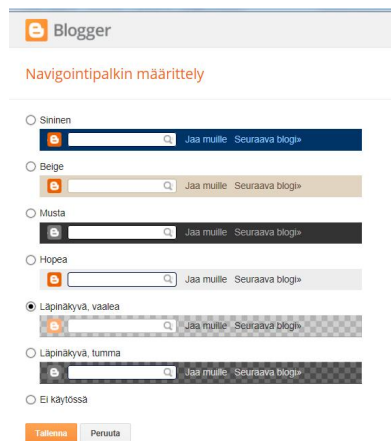 Blogger
Navigointipalkin määrittely
Sininen
Jaa muille Seuraava blogi»
Beige
Jaa muille Seuraava blogi»
Musta
Jaa muille Seuraava blogi»
Hopea
Jaa muille Seuraava blogi»
Läpinäkyvä, vaalea
Jaa muille Seuraava blogi»
Läpinäkyvä, tumma
Jaa muille Seuraava blogi»
Ei käytössä
Tallenna Peruuta